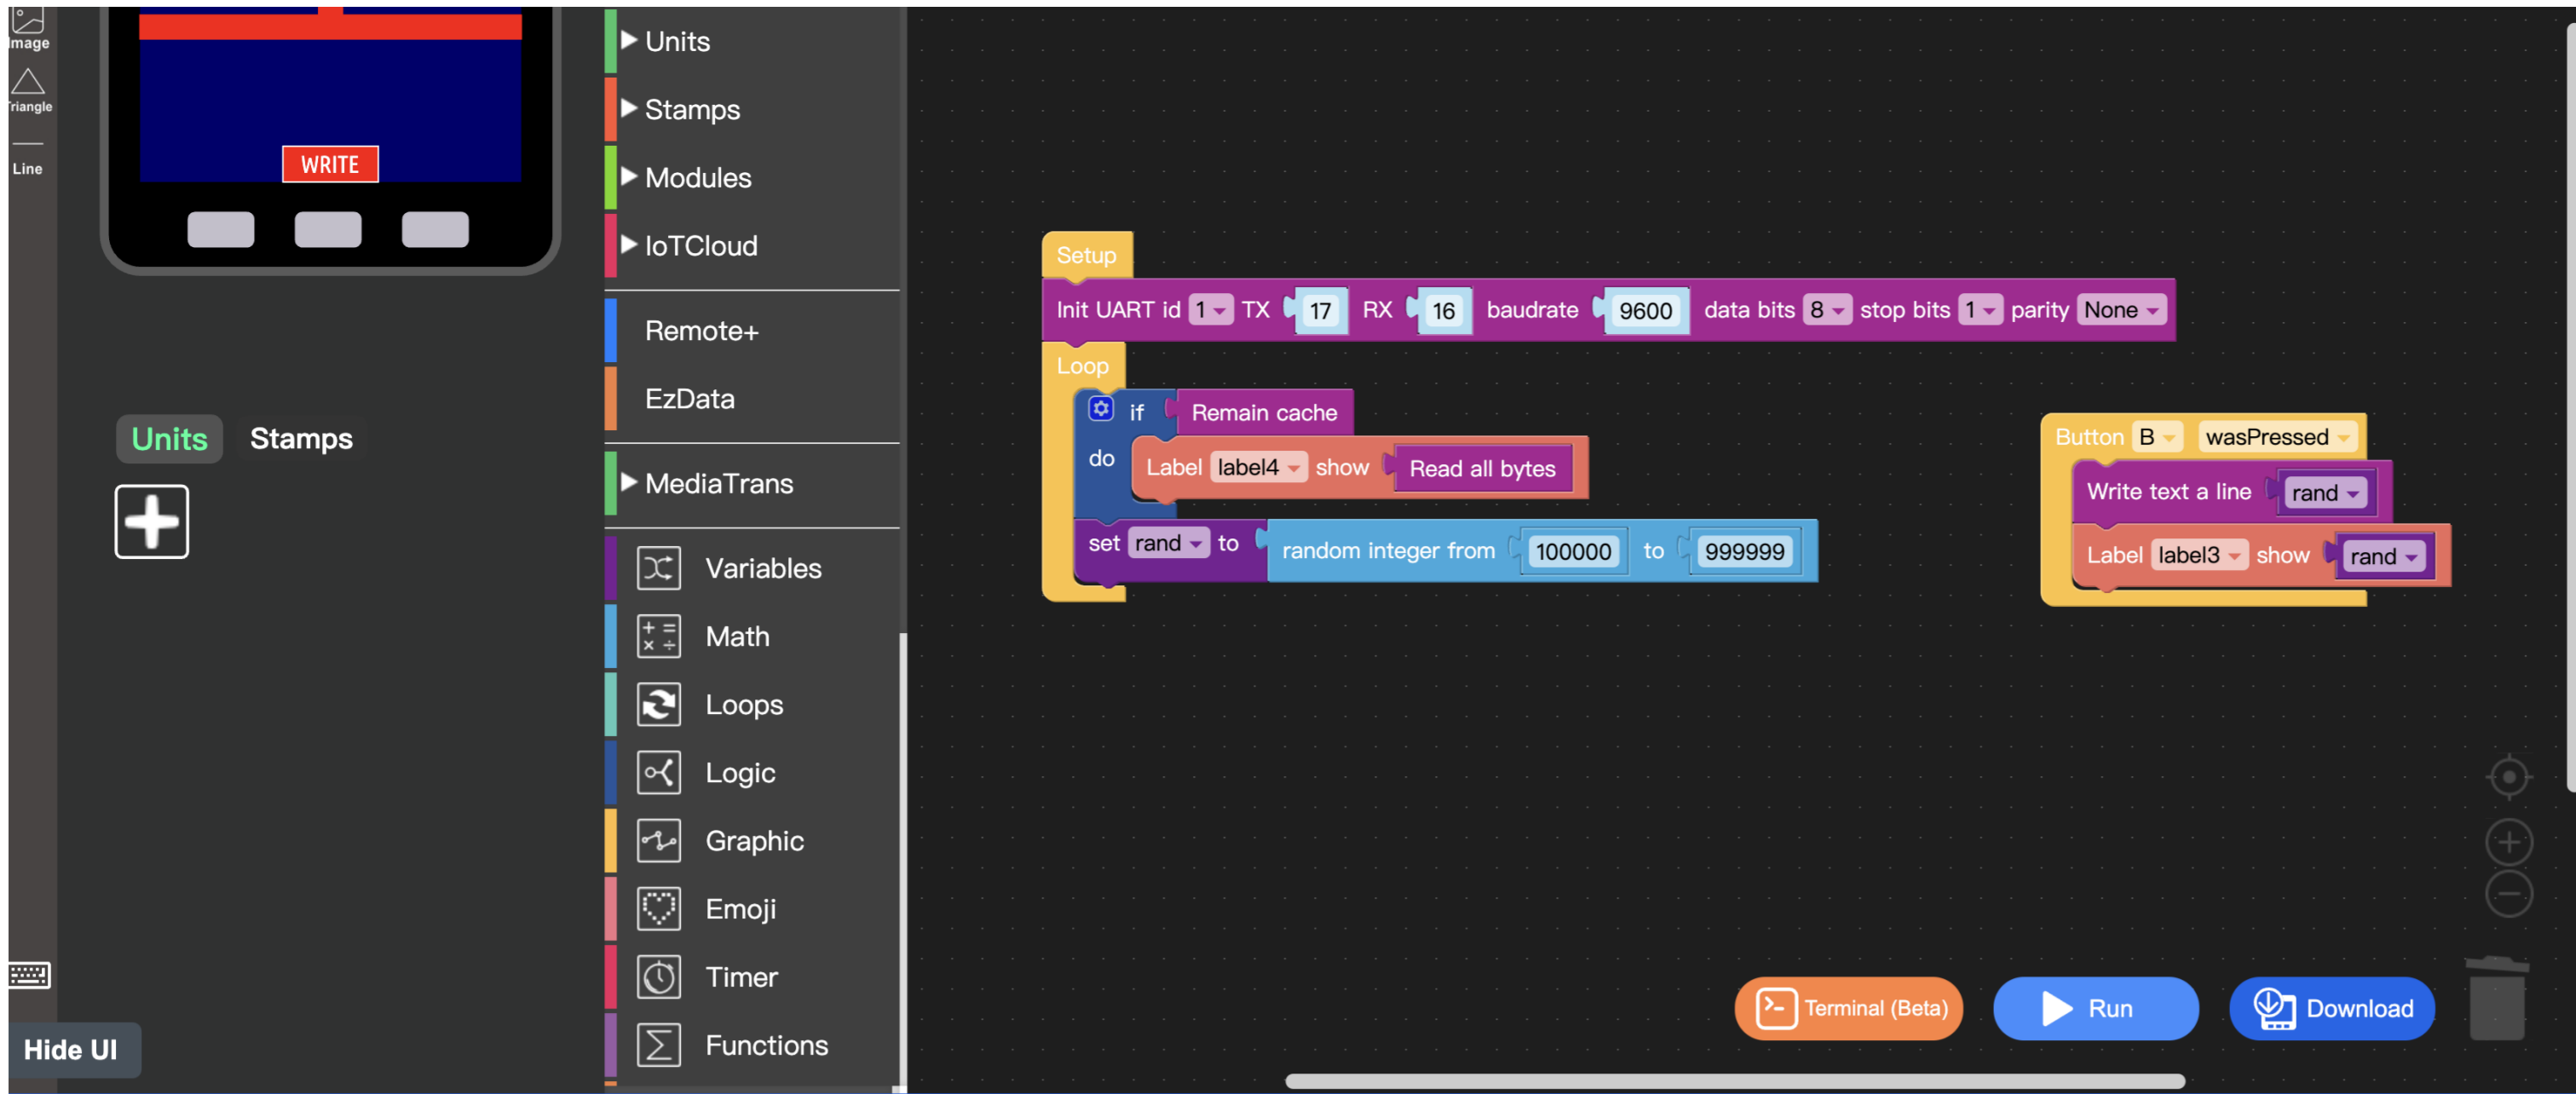 Image
Triangle
Line
WRITE
Units
Stamps
Hide UI
Units
Stamps
Modules
IoTCloud
Remote+
EzData
MediaTrans
Variables
Math
Loops
Logic
Graphic
Emoji
Timer
Functions
Setup
Init UART id 1 TX 17 RX 16 baudrate 9600 data bits 8 stop bits 1 parity None
Loop
if Remain cache
do Label label4 show Read all bytes
set rand to random integer from 100000 to 999999
Button B wasPressed
Write text a line rand
Label label3 show rand
Terminal (Beta)
Run
Download